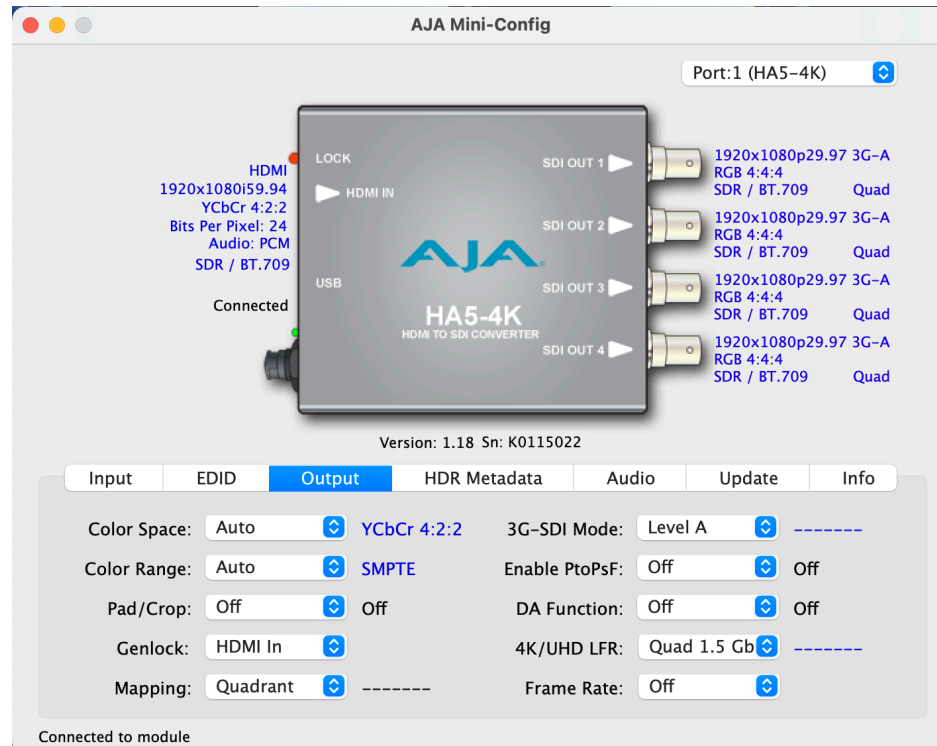 AJA Mini-Config
Port:1 (HA5-4K)
LOCK
HDMI IN
USB
HDMI
1920x1080i59.94
YCbCr 4:2:2
Bits Per Pixel: 24
Audio: PCM
SDR / BT.709
Connected
AJA
HA5-4K
HDMI TO SDI CONVERTER
SDI OUT 1
SDI OUT 2
SDI OUT 3
SDI OUT 4
1920x1080p29.97 3G-A
RGB 4:4:4
SDR / BT.709 Quad
1920x1080p29.97 3G-A
RGB 4:4:4
SDR / BT.709 Quad
1920x1080p29.97 3G-A
RGB 4:4:4
SDR / BT.709 Quad
1920x1080p29.97 3G-A
RGB 4:4:4
SDR / BT.709 Quad
Version: 1.18 Sn: K0115022
Input EDID Output HDR Metadata Audio Update Info
Color Space: Auto YCbCr 4:2:2 3G-SDI Mode: Level A -------
Color Range: Auto SMPTE Enable PtoPsF: Off Off
Pad/Crop: Off Off DA Function: Off Off
Genlock: HDMI In 4K/UHD LFR: Quad 1.5 Gb -------
Mapping: Quadrant ------- Frame Rate: Off
Connected to module